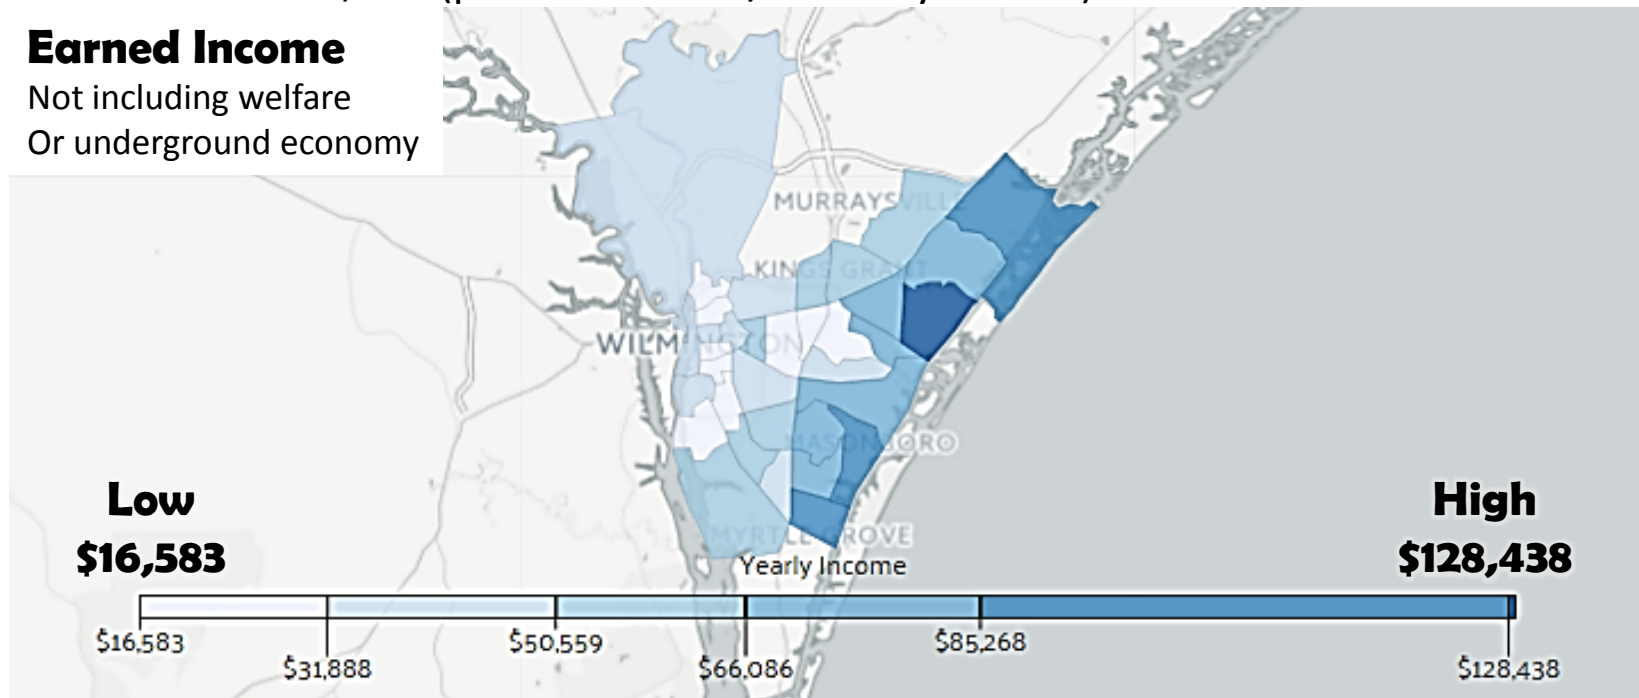 Earned Income
Not including welfare
Or underground economy
MURRAYSVILLE
KINGS GRANT
WILMINGTON
MASONBORO
Low
High
$16,583
$128,438
MYRTLE GROVE
Yearly Income
$16,583
$50,559
$85,268
$31,888
$66,086
$128,438